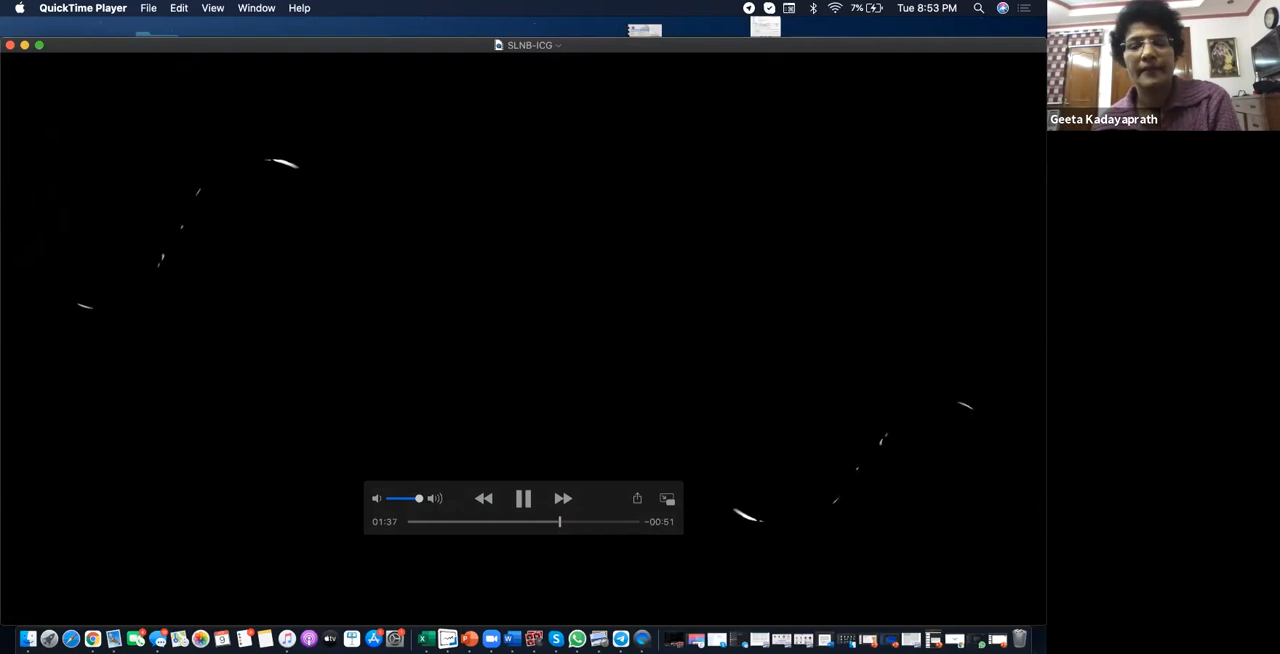 QuickTime Player File Edit View Window Help 7% Tue 8:53 PM
SLNB-ICG
Geeta Kadayaprath
01:37 -00:51